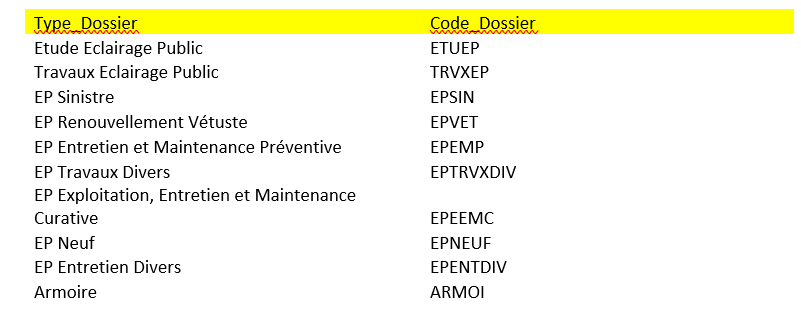 Type_Dossier Code_Dossier
Etude Eclairage Public ETUEP
Travaux Eclairage Public TRVXEP
EP Sinistre EPSIN
EP Renouvellement Vétuste EPVET
EP Entretien et Maintenance Préventive EPEMP
EP Travaux Divers EPTRVXDIV
EP Exploitation, Entretien et Maintenance
Curative EPEEMC
EP Neuf EPNEUF
EP Entretien Divers EPENTDIV
Armoire ARMOI